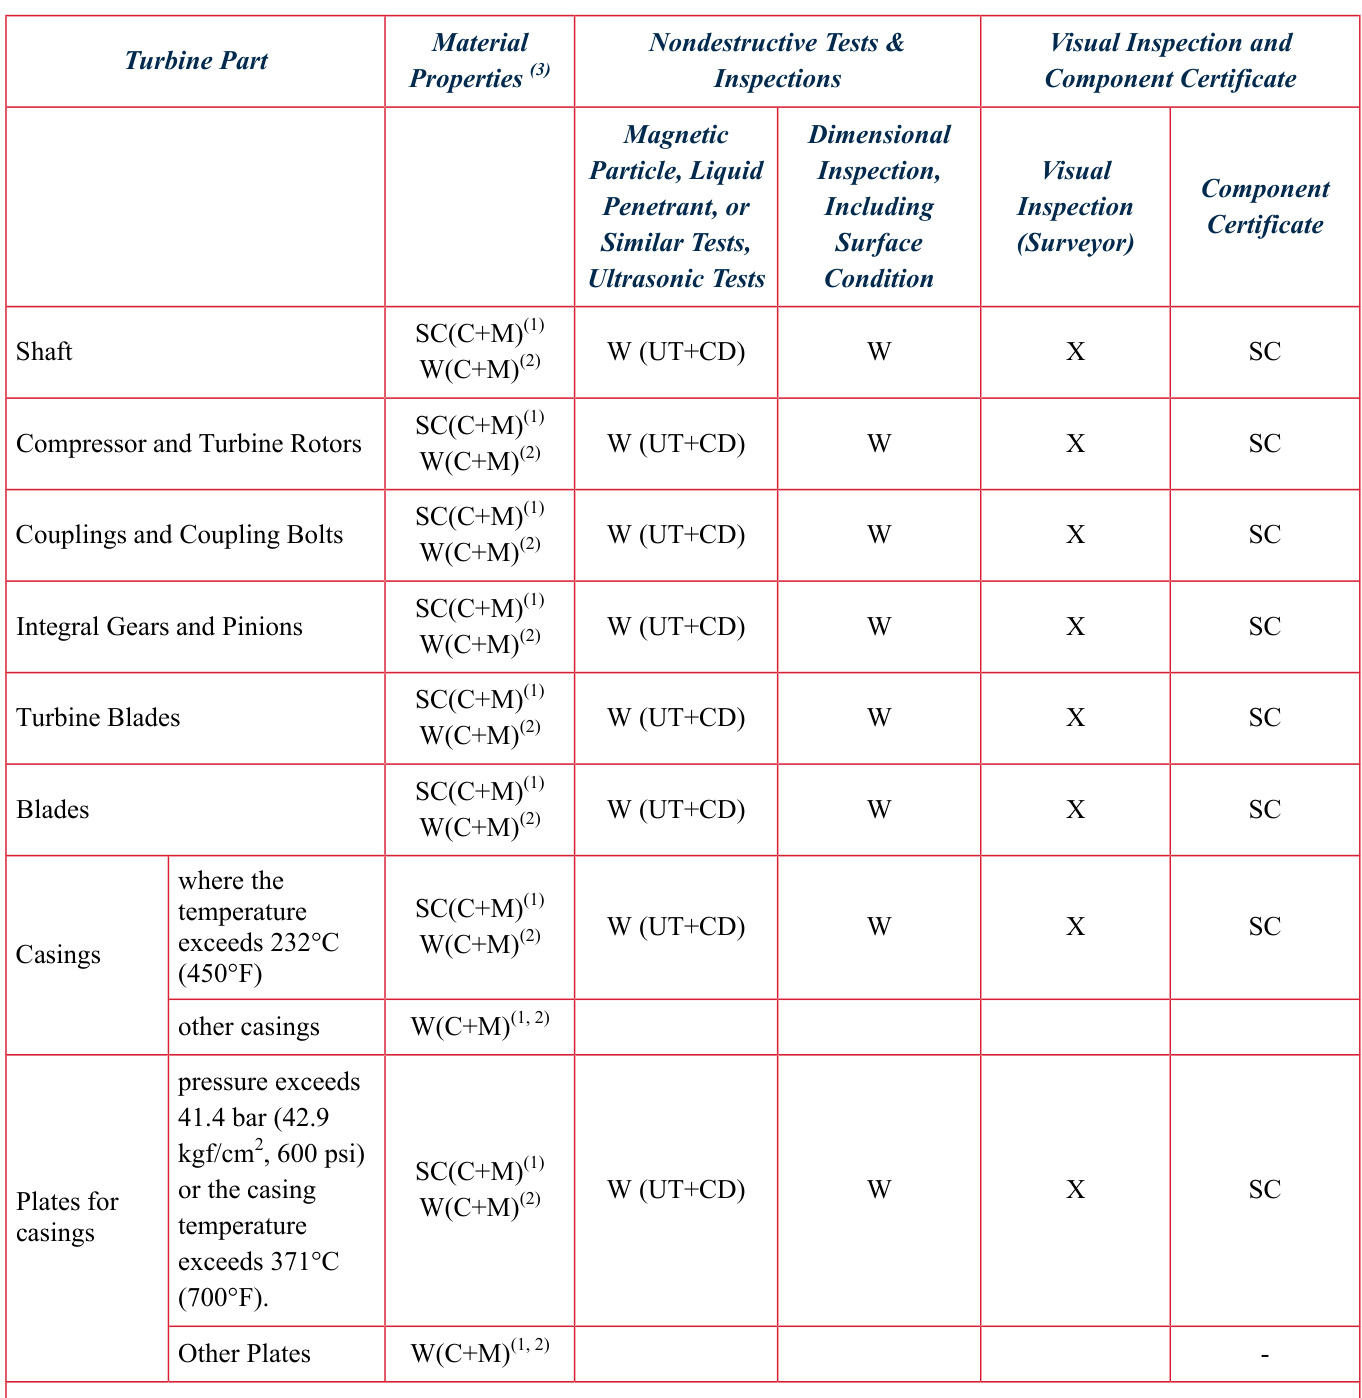 Turbine Part
Material
Properties (3)
Nondestructive Tests &
Inspections
Visual Inspection and
Component Certificate
Magnetic
Particle, Liquid
Penetrant, or
Similar Tests,
Ultrasonic Tests
Dimensional
Inspection,
Including
Surface
Condition
Visual
Inspection
(Surveyor)
Component
Certificate
Shaft
SC(C+M)(1)
W(C+M)(2)
W (UT+CD)
W
X
SC
Compressor and Turbine Rotors
SC(C+M)(1)
W(C+M)(2)
W (UT+CD)
W
X
SC
Couplings and Coupling Bolts
SC(C+M)(1)
W(C+M)(2)
W (UT+CD)
W
X
SC
Integral Gears and Pinions
SC(C+M)(1)
W(C+M)(2)
W (UT+CD)
W
X
SC
Turbine Blades
SC(C+M)(1)
W(C+M)(2)
W (UT+CD)
W
X
SC
Blades
SC(C+M)(1)
W(C+M)(2)
W (UT+CD)
W
X
SC
Casings
where the
temperature
exceeds 232°C
(450°F)
SC(C+M)(1)
W(C+M)(2)
W (UT+CD)
W
X
SC
other casings
W(C+M)(1, 2)
Plates for
casings
pressure exceeds
41.4 bar (42.9
kgf/cm2, 600 psi)
or the casing
temperature
exceeds 371°C
(700°F).
SC(C+M)(1)
W(C+M)(2)
W (UT+CD)
W
X
SC
Other Plates
W(C+M)(1, 2)
-